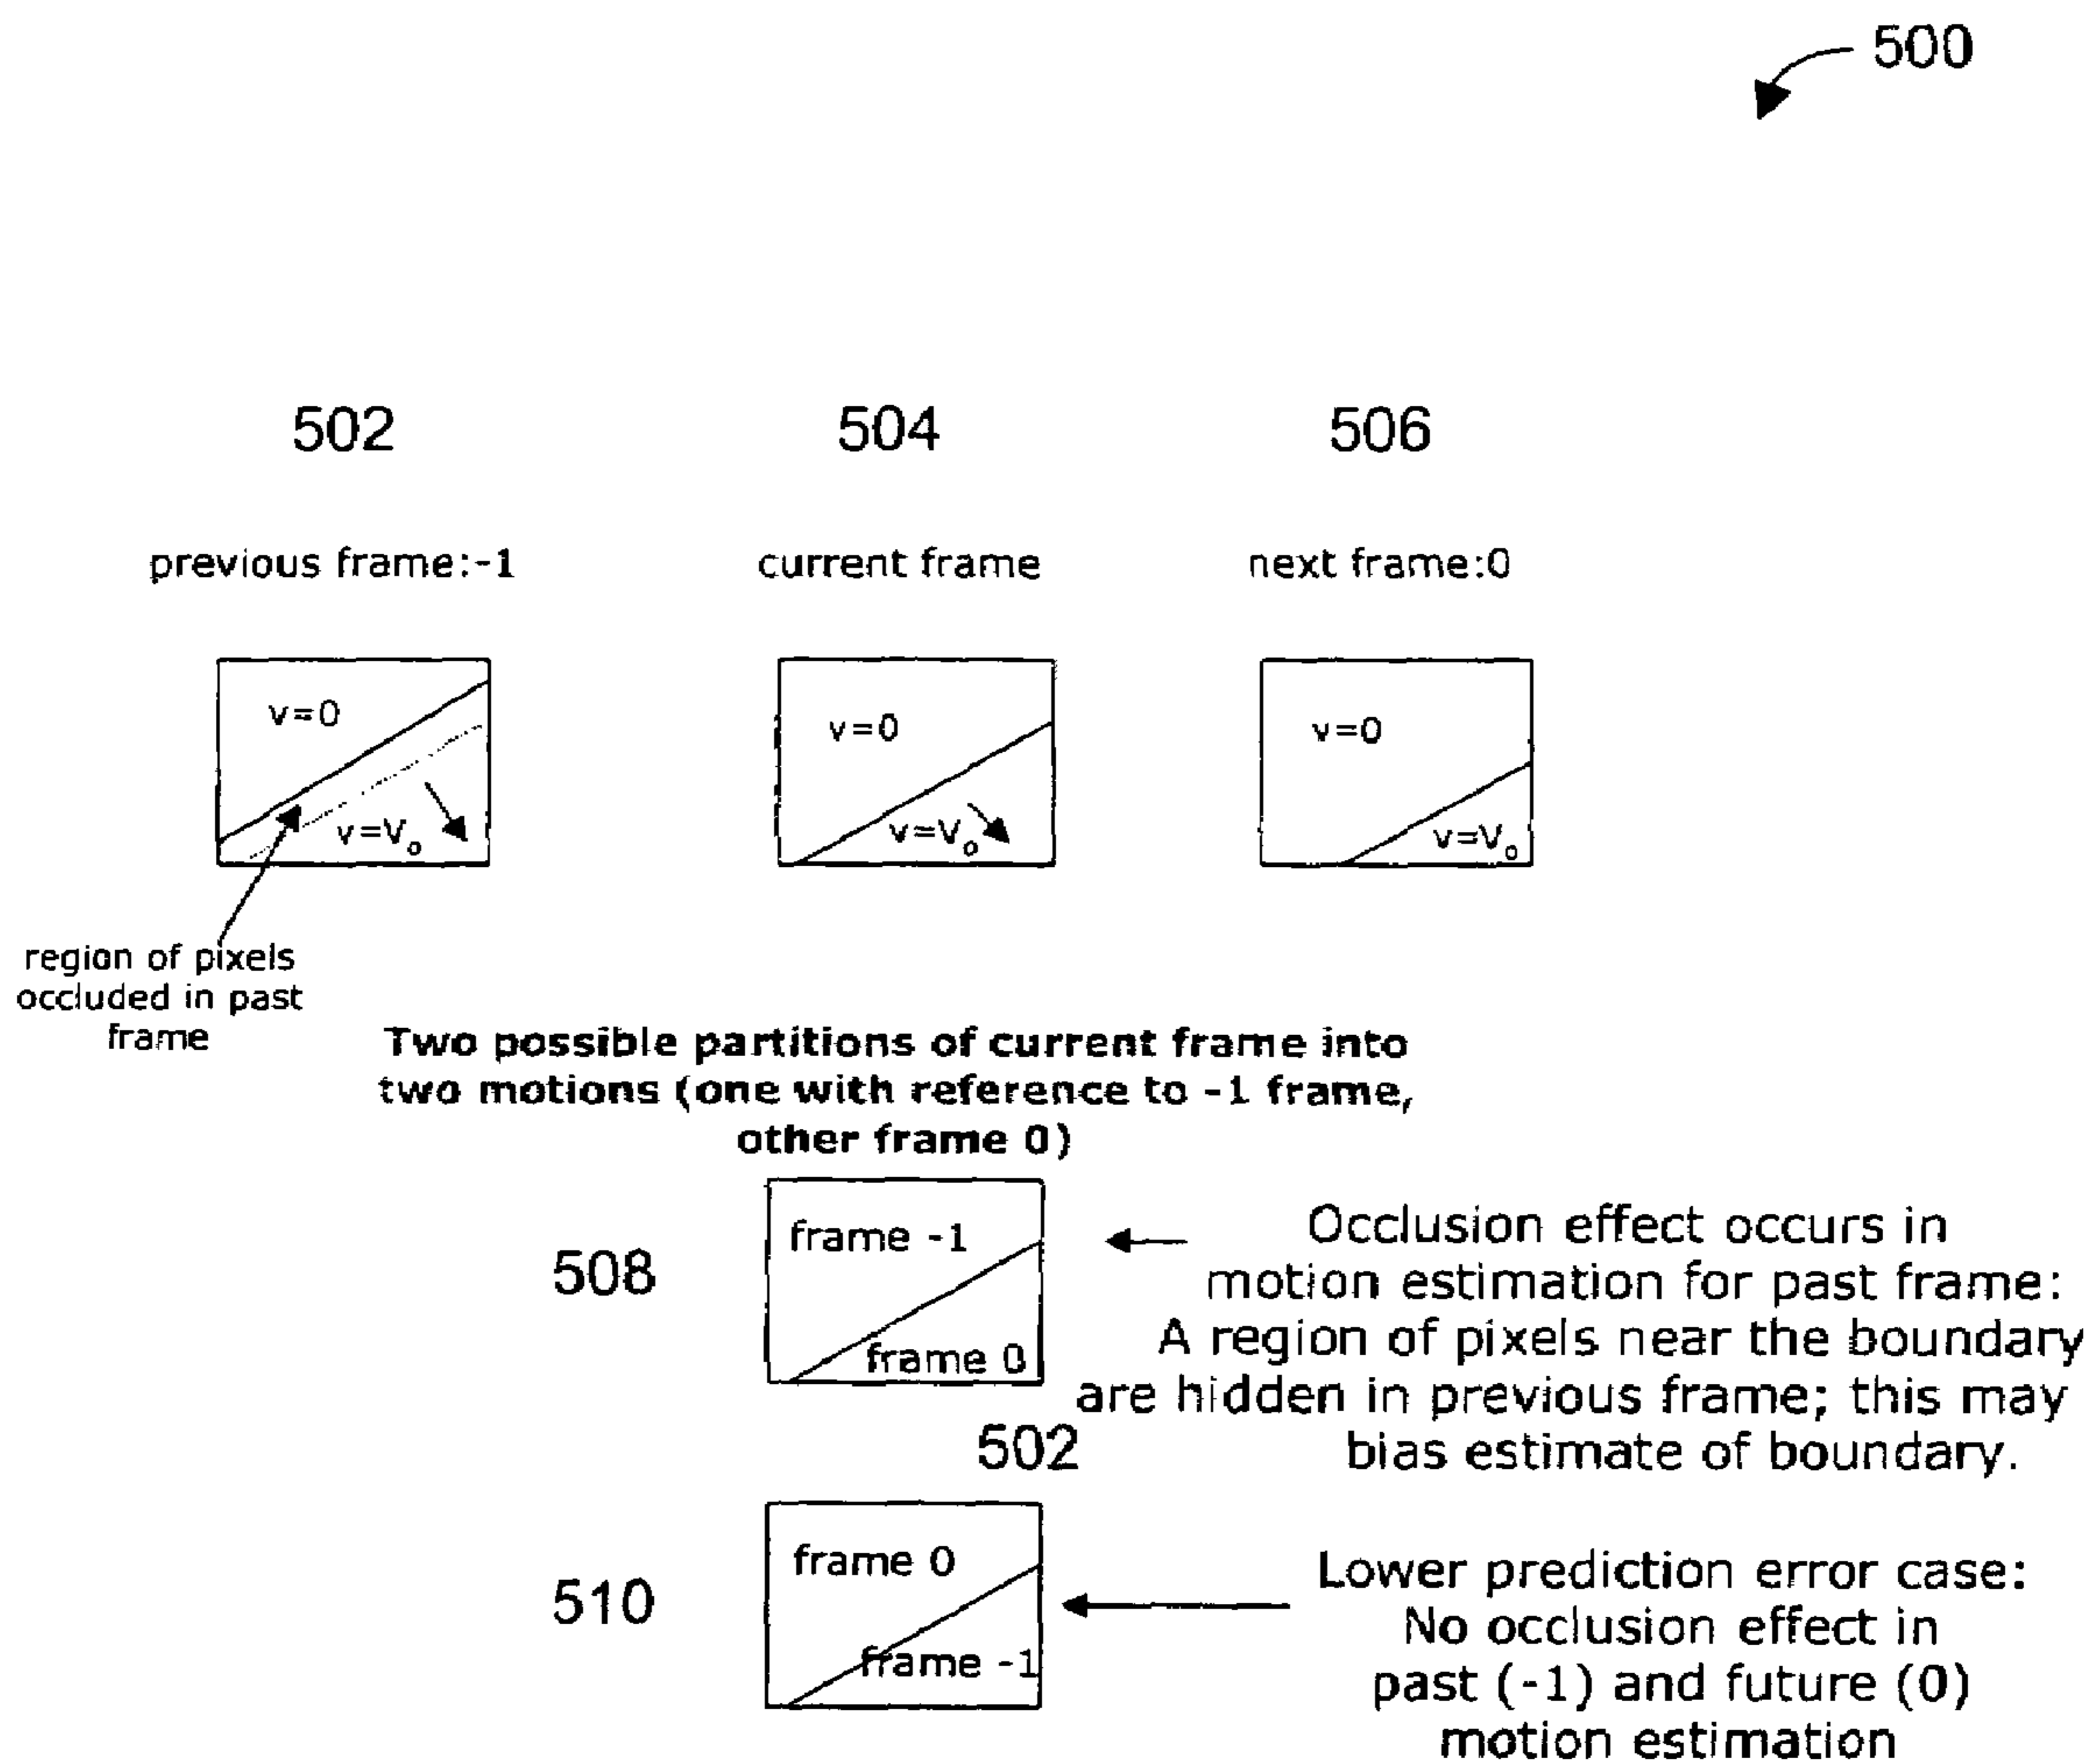 500
502
504
506
previous frame:-1
current frame
next frame:0
v=0
v=Vo
v=0
v=Vo
v=0
v=Vo
region of pixels
occluded in past
frame
Two possible partitions of current frame into
two motions (one with reference to -1 frame,
other frame 0)
508
frame -1
frame 0
Occlusion effect occurs in
motion estimation for past frame:
A region of pixels near the boundary
are hidden in previous frame; this may
bias estimate of boundary.
502
510
frame 0
frame -1
Lower prediction error case:
No occlusion effect in
past (-1) and future (0)
motion estimation